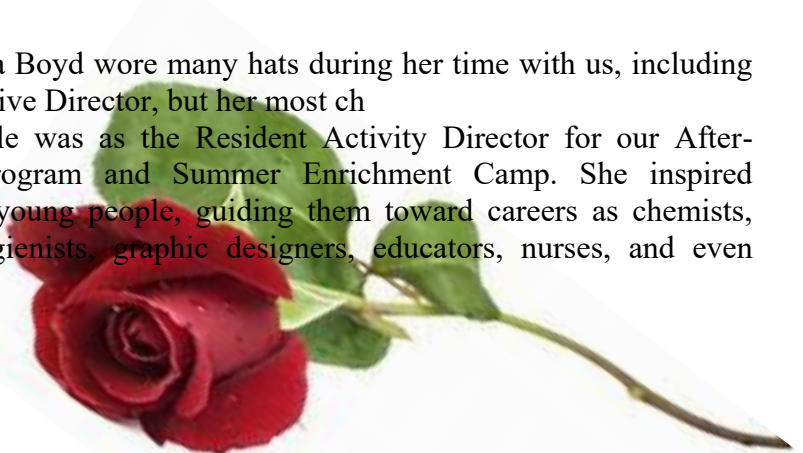 a Boyd wore many hats during her time with us, including
ive Director, but her most ch
le was as the Resident Activity Director for our After-
rogram and Summer Enrichment Camp. She inspired
young people, guiding them toward careers as chemists,
gienists, graphic designers, educators, nurses, and even